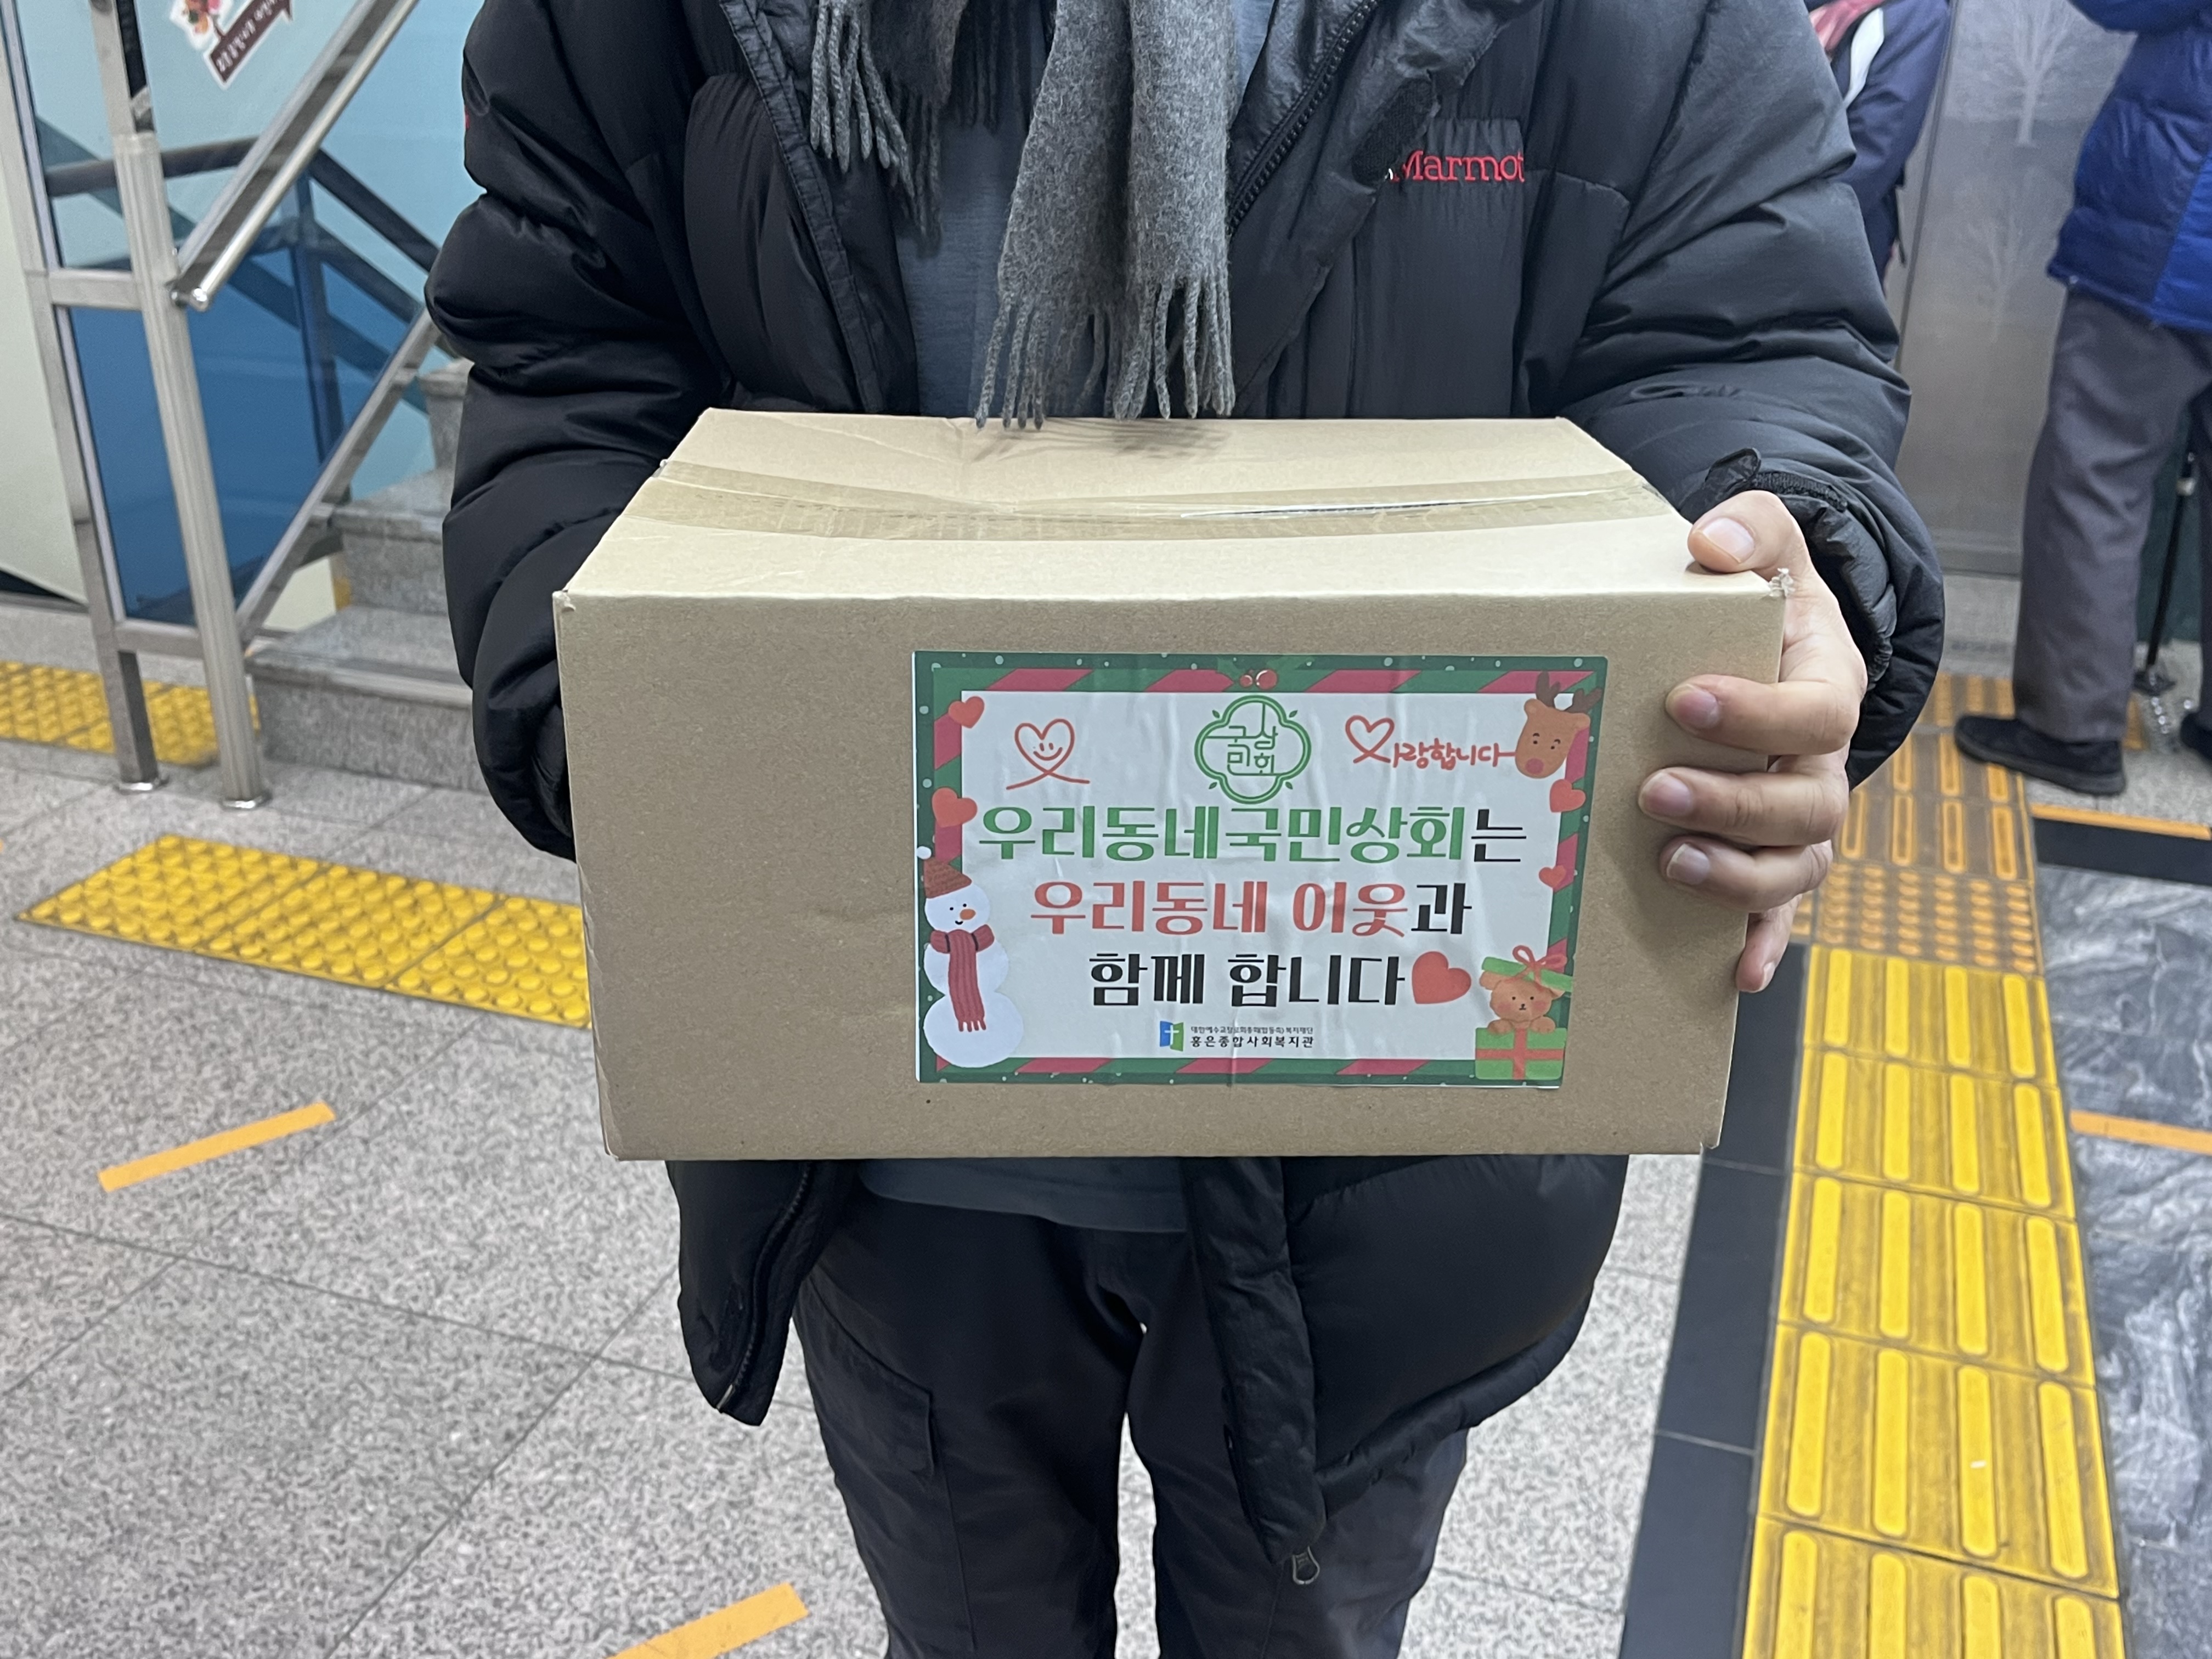 Marmot
국민상회
사랑합니다
우리동네국민상회는
우리동네 이웃과
함께 합니다
홍은종합사회복지관